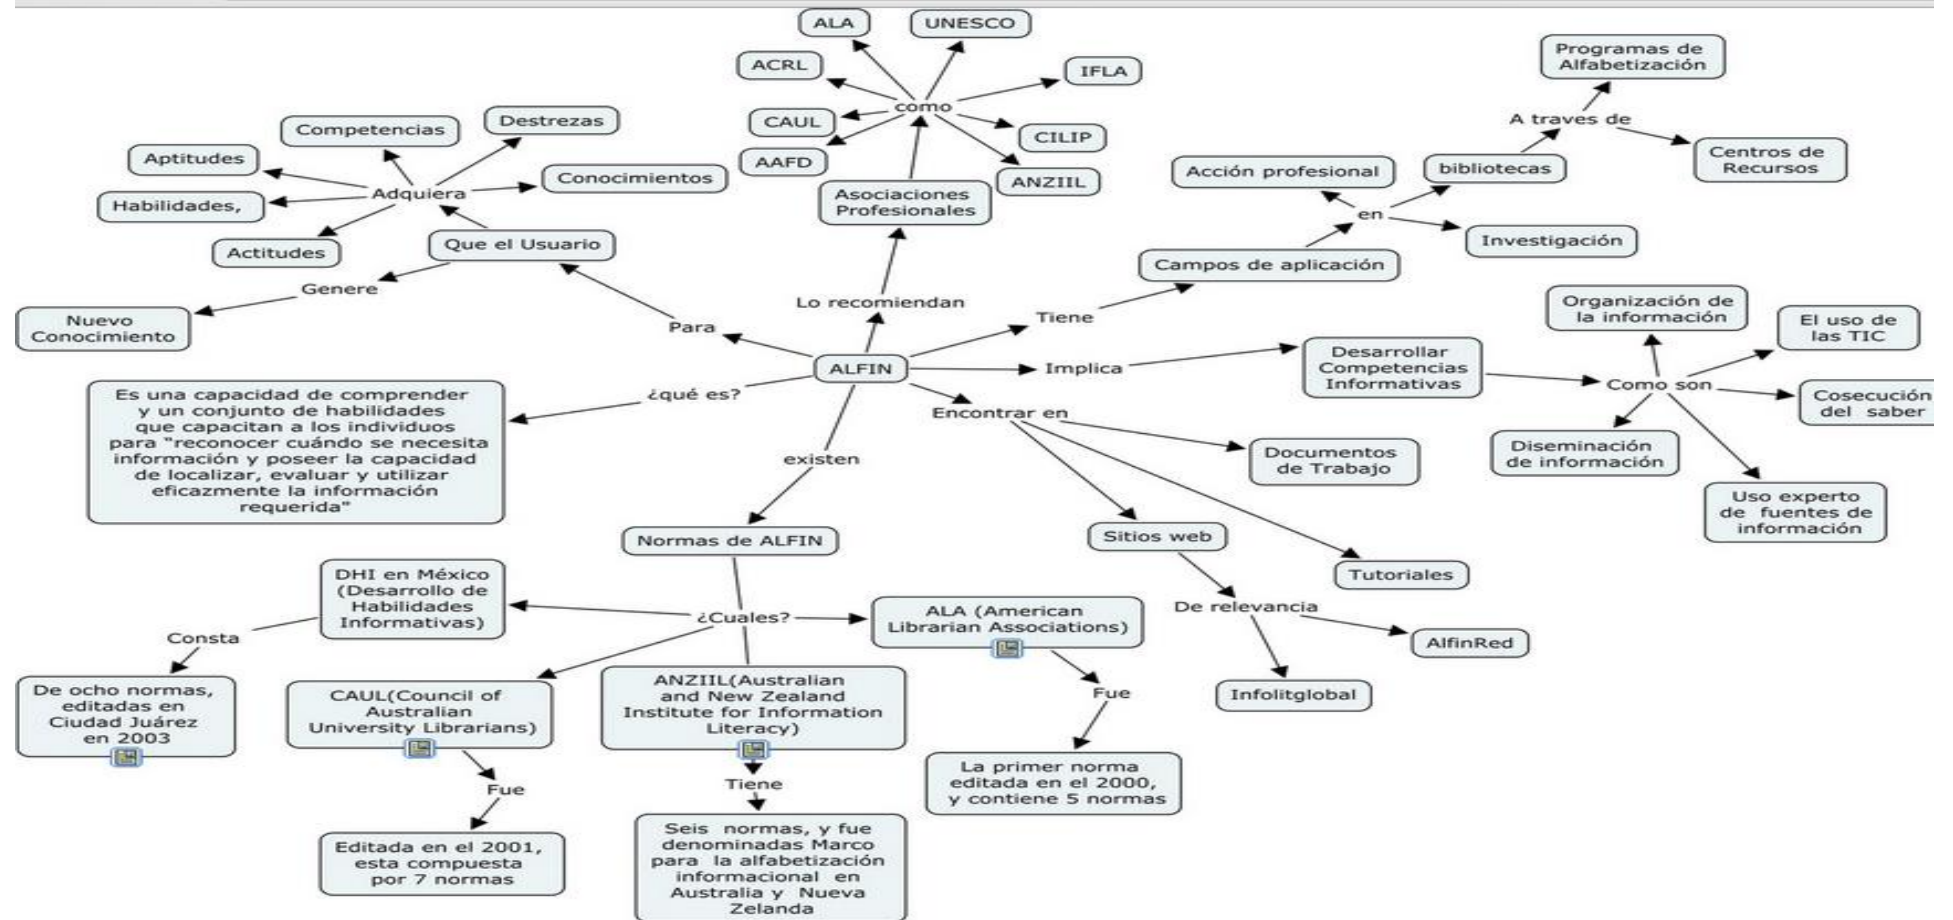 ALA
UNESCO
ACRL
IFLA
como
CAUL
CILIP
AAFD
ANZIIL
Asociaciones
Profesionales
Lo recomiendan
Programas de
Alfabetización
A traves de
Centros de
Recursos
bibliotecas
Acción profesional
en
Investigación
Campos de aplicación
Tiene
Competencias
Destrezas
Aptitudes
Conocimientos
Adquiera
Habilidades,
Actitudes
Que el Usuario
Genere
Nuevo
Conocimiento
Para
ALFIN
¿qué es?
Es una capacidad de comprender
y un conjunto de habilidades
que capacitan a los individuos
para "reconocer cuándo se necesita
información y poseer la capacidad
de localizar, evaluar y utilizar
eficazmente la información
requerida"
Implica
Desarrollar
Competencias
Informativas
Como son
Organización de
la información
El uso de
las TIC
Cosecución
del saber
Diseminación
de información
Uso experto
de fuentes de
información
Encontrar en
Documentos
de Trabajo
Sitios web
Tutoriales
De relevancia
AlfinRed
Infolitglobal
existen
Normas de ALFIN
¿Cuales?
DHI en México
(Desarrollo de
Habilidades
Informativas)
Consta
De ocho normas,
editadas en
Ciudad Juárez
en 2003
CAUL(Council of
Australian
University Librarians)
Fue
Editada en el 2001,
esta compuesta
por 7 normas
ANZIIL(Australian
and New Zealand
Institute for Information
Literacy)
Tiene
Seis normas, y fue
denominadas Marco
para la alfabetización
informacional en
Australia y Nueva
Zelanda
ALA (American
Librarian Associations)
Fue
La primer norma
editada en el 2000,
y contiene 5 normas